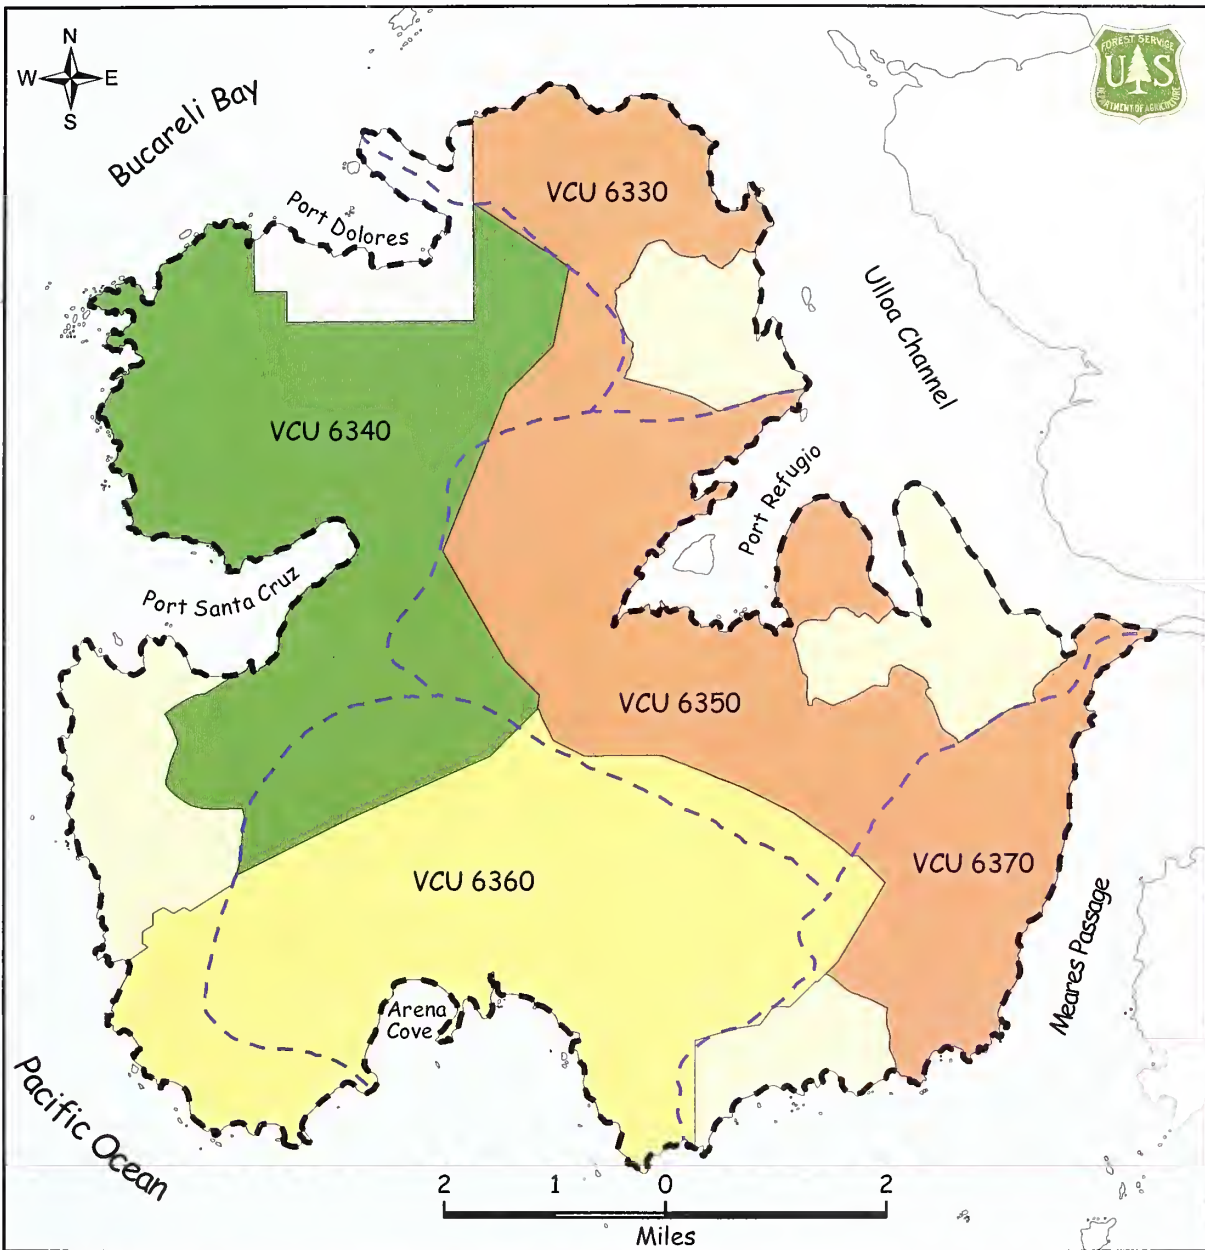 N
W E
S
FOREST SERVICE
U S
DEPARTMENT OF AGRICULTURE
Bucareli Bay
VCU 6330
Port Dolores
Ulloa Channel
VCU 6340
Port Refugio
Port Santa Cruz
VCU 6350
VCU 6370
VCU 6360
Meares Passage
Arena
Cove
Pacific Ocean
2 1 0 2
Miles